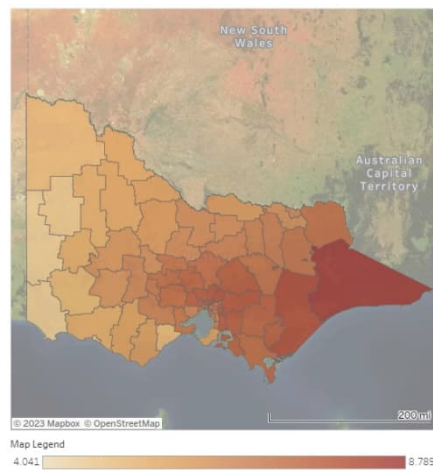 New South
Wales
Australian
Capital
Territory
© 2023 Mapbox © OpenStreetMap
200 mi
Map Legend
4.041
8.789